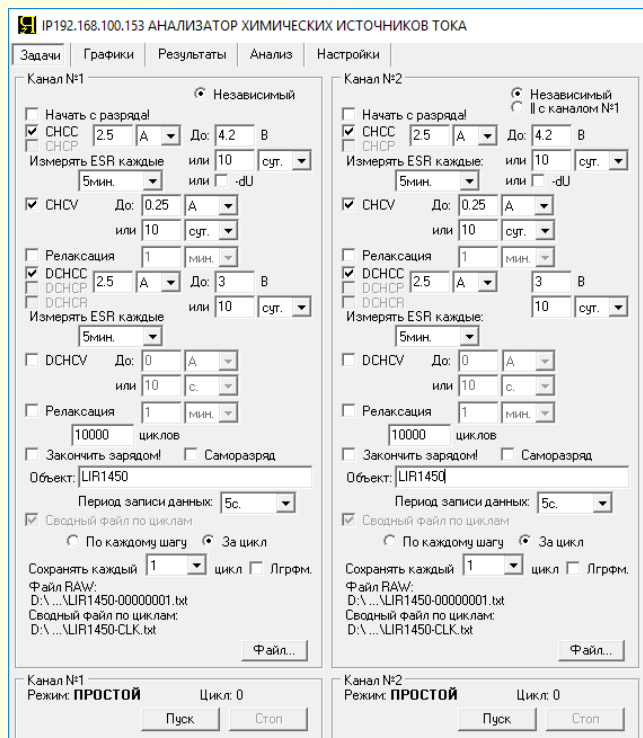 IP192.168.100.153 АНАЛИЗАТОР ХИМИЧЕСКИХ ИСТОЧНИКОВ ТОКА
Задачи Графики Результаты Анализ Настройки
Канал №1
Независимый
Начать с разряда!
CHCC 2.5 A До: 4.2 В
CHCP
Измерять ESR каждые или 10 сут.
5мин. или -dU
CHCV До: 0.25 A
или 10 сут.
Релаксация 1 мин.
DCHCC 2.5 A До: 3 В
DCHCP
DCHCR или 10 сут.
Измерять ESR каждые
5мин.
DCHCV До: 0 A
или 10 с.
Релаксация 1 мин.
10000 циклов
Закончить зарядом! Саморазряд
Объект: LIR1450
Период записи данных: 5с.
Сводный файл по циклам
По каждому шагу За цикл
Сохранять каждый 1 цикл Лгрфм.
Файл RAW:
D:\ ...\LIR1450-00000001.txt
Сводный файл по циклам:
D:\ ...\LIR1450-CLK.txt
Файл...
Канал №1
Режим: ПРОСТОЙ Цикл: 0
Пуск Стоп
Канал №2
Независимый
|| с каналом №1
Начать с разряда!
CHCC 2.5 A До: 4.2 В
CHCP
Измерять ESR каждые: или 10 сут.
5мин. или -dU
CHCV До: 0.25 A
или 10 сут.
Релаксация 1 мин.
DCHCC 2.5 A 3 В
DCHCP
DCHCR 10 сут.
Измерять ESR каждые:
5мин.
DCHCV До: 0 A
или 10 с.
Релаксация 1 мин.
10000 циклов
Закончить зарядом! Саморазряд
Объект: LIR1450
Период записи данных: 5с.
Сводный файл по циклам
По каждому шагу За цикл
Сохранять каждый 1 цикл Лгрфм.
Файл RAW:
D:\ ...\LIR1450-00000001.txt
Сводный файл по циклам:
D:\ ...\LIR1450-CLK.txt
Файл...
Канал №2
Режим: ПРОСТОЙ Цикл: 0
Пуск Стоп